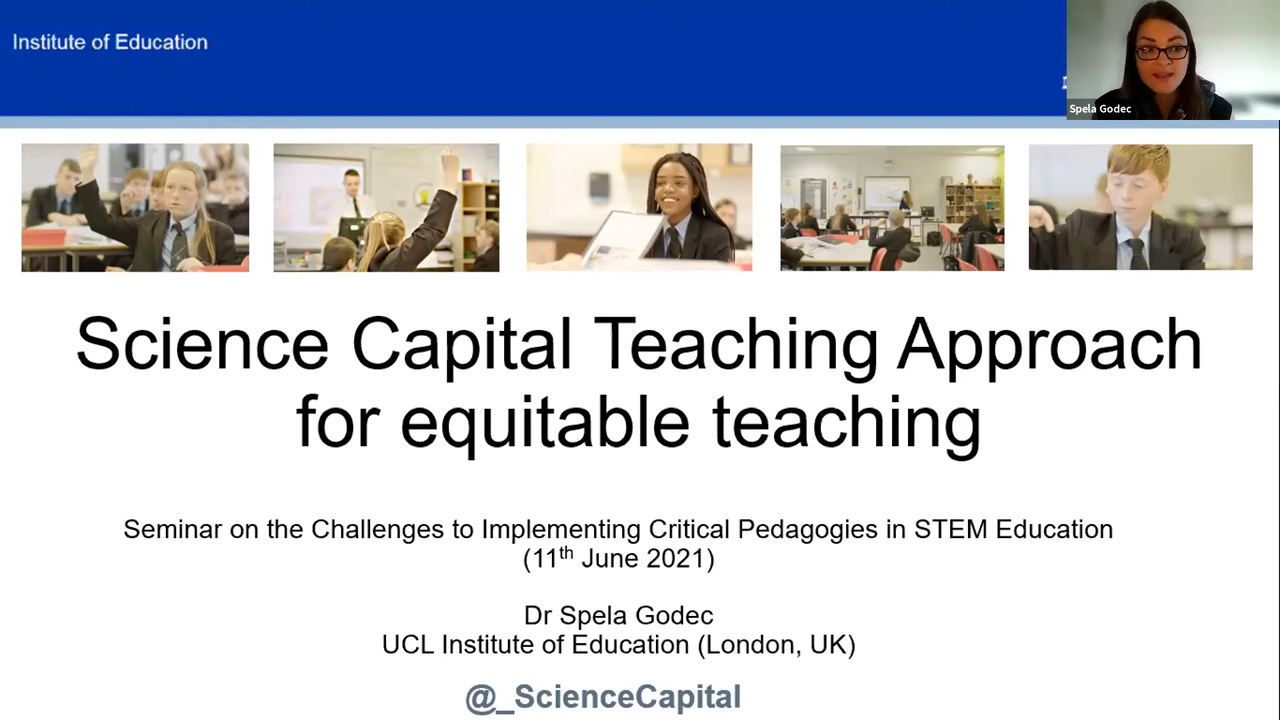 Institute of Education
Spela Godec
Science Capital Teaching Approach
for equitable teaching
Seminar on the Challenges to Implementing Critical Pedagogies in STEM Education
(11th June 2021)
Dr Spela Godec
UCL Institute of Education (London, UK)
@_ScienceCapital